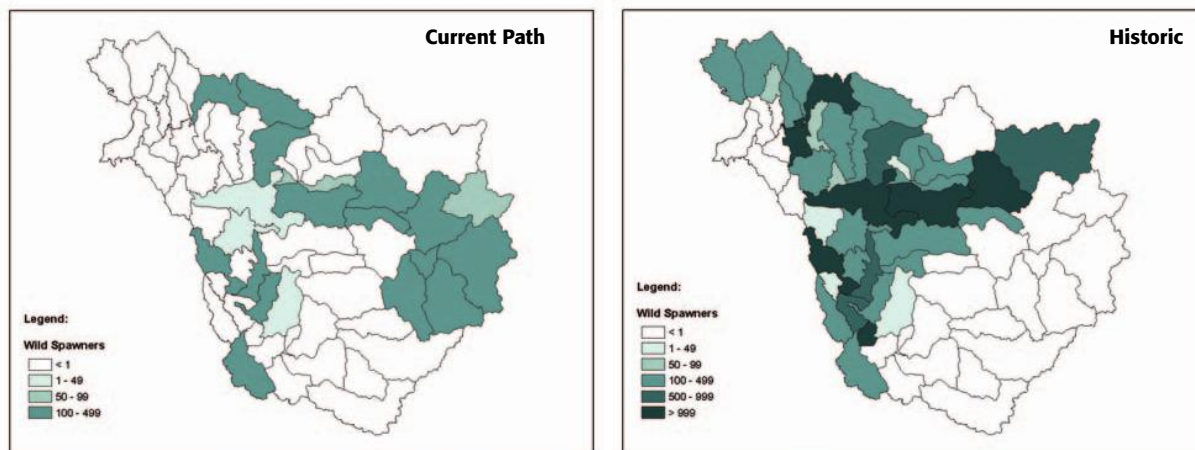 Current Path
Legend:
Wild Spawners
< 1
1 - 49
50 - 99
100 - 499
Historic
Legend:
Wild Spawners
< 1
1 - 49
50 - 99
100 - 499
500 - 999
> 999